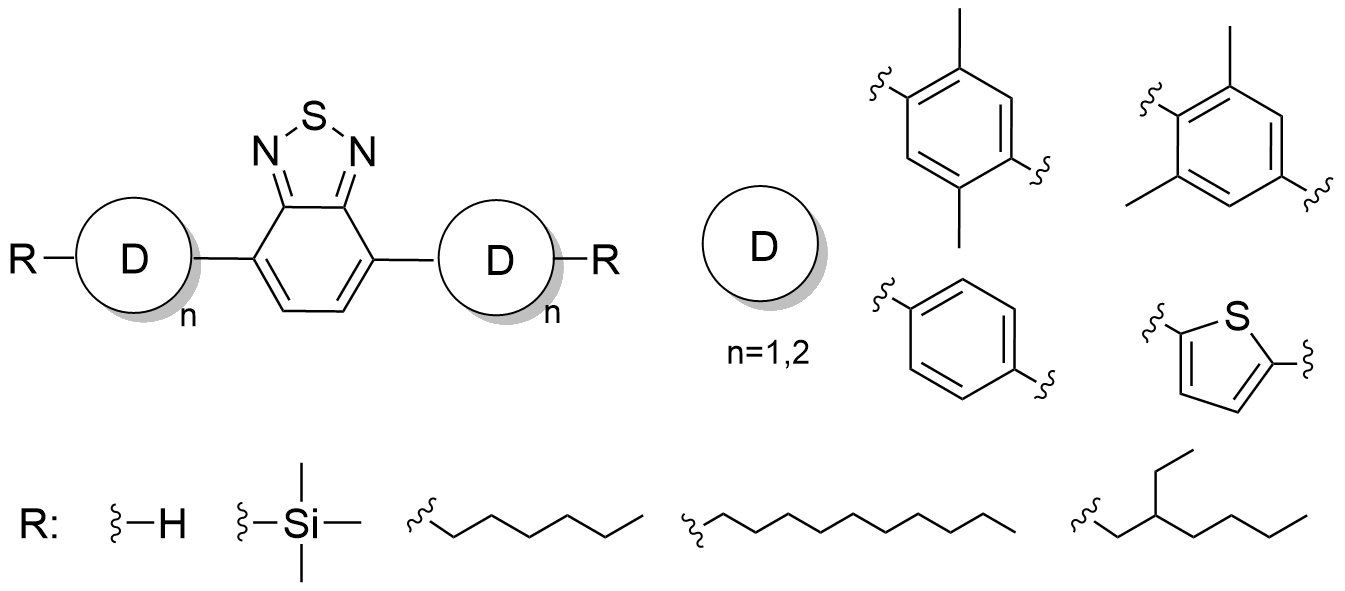 S
N N
R D n D n R
D
n=1,2
S
R: H Si